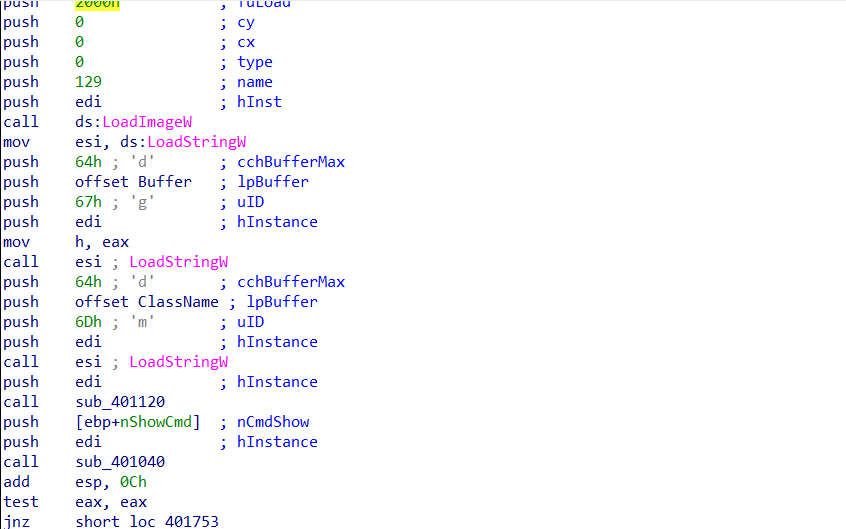 push    2000h           ; fuLoad
push    0               ; cy
push    0               ; cx
push    0               ; type
push    129             ; name
push    edi             ; hInst
call    ds:LoadImageW
mov     esi, ds:LoadStringW
push    64h ; 'd'       ; cchBufferMax
push    offset Buffer   ; lpBuffer
push    67h ; 'g'       ; uID
push    edi             ; hInstance
mov     h, eax
call    esi ; LoadStringW
push    64h ; 'd'       ; cchBufferMax
push    offset ClassName ; lpBuffer
push    6Dh ; 'm'       ; uID
push    edi             ; hInstance
call    esi ; LoadStringW
push    edi             ; hInstance
call    sub_401120
push    [ebp+nShowCmd]  ; nCmdShow
push    edi             ; hInstance
call    sub_401040
add     esp, 0Ch
test    eax, eax
jnz     short loc_401753